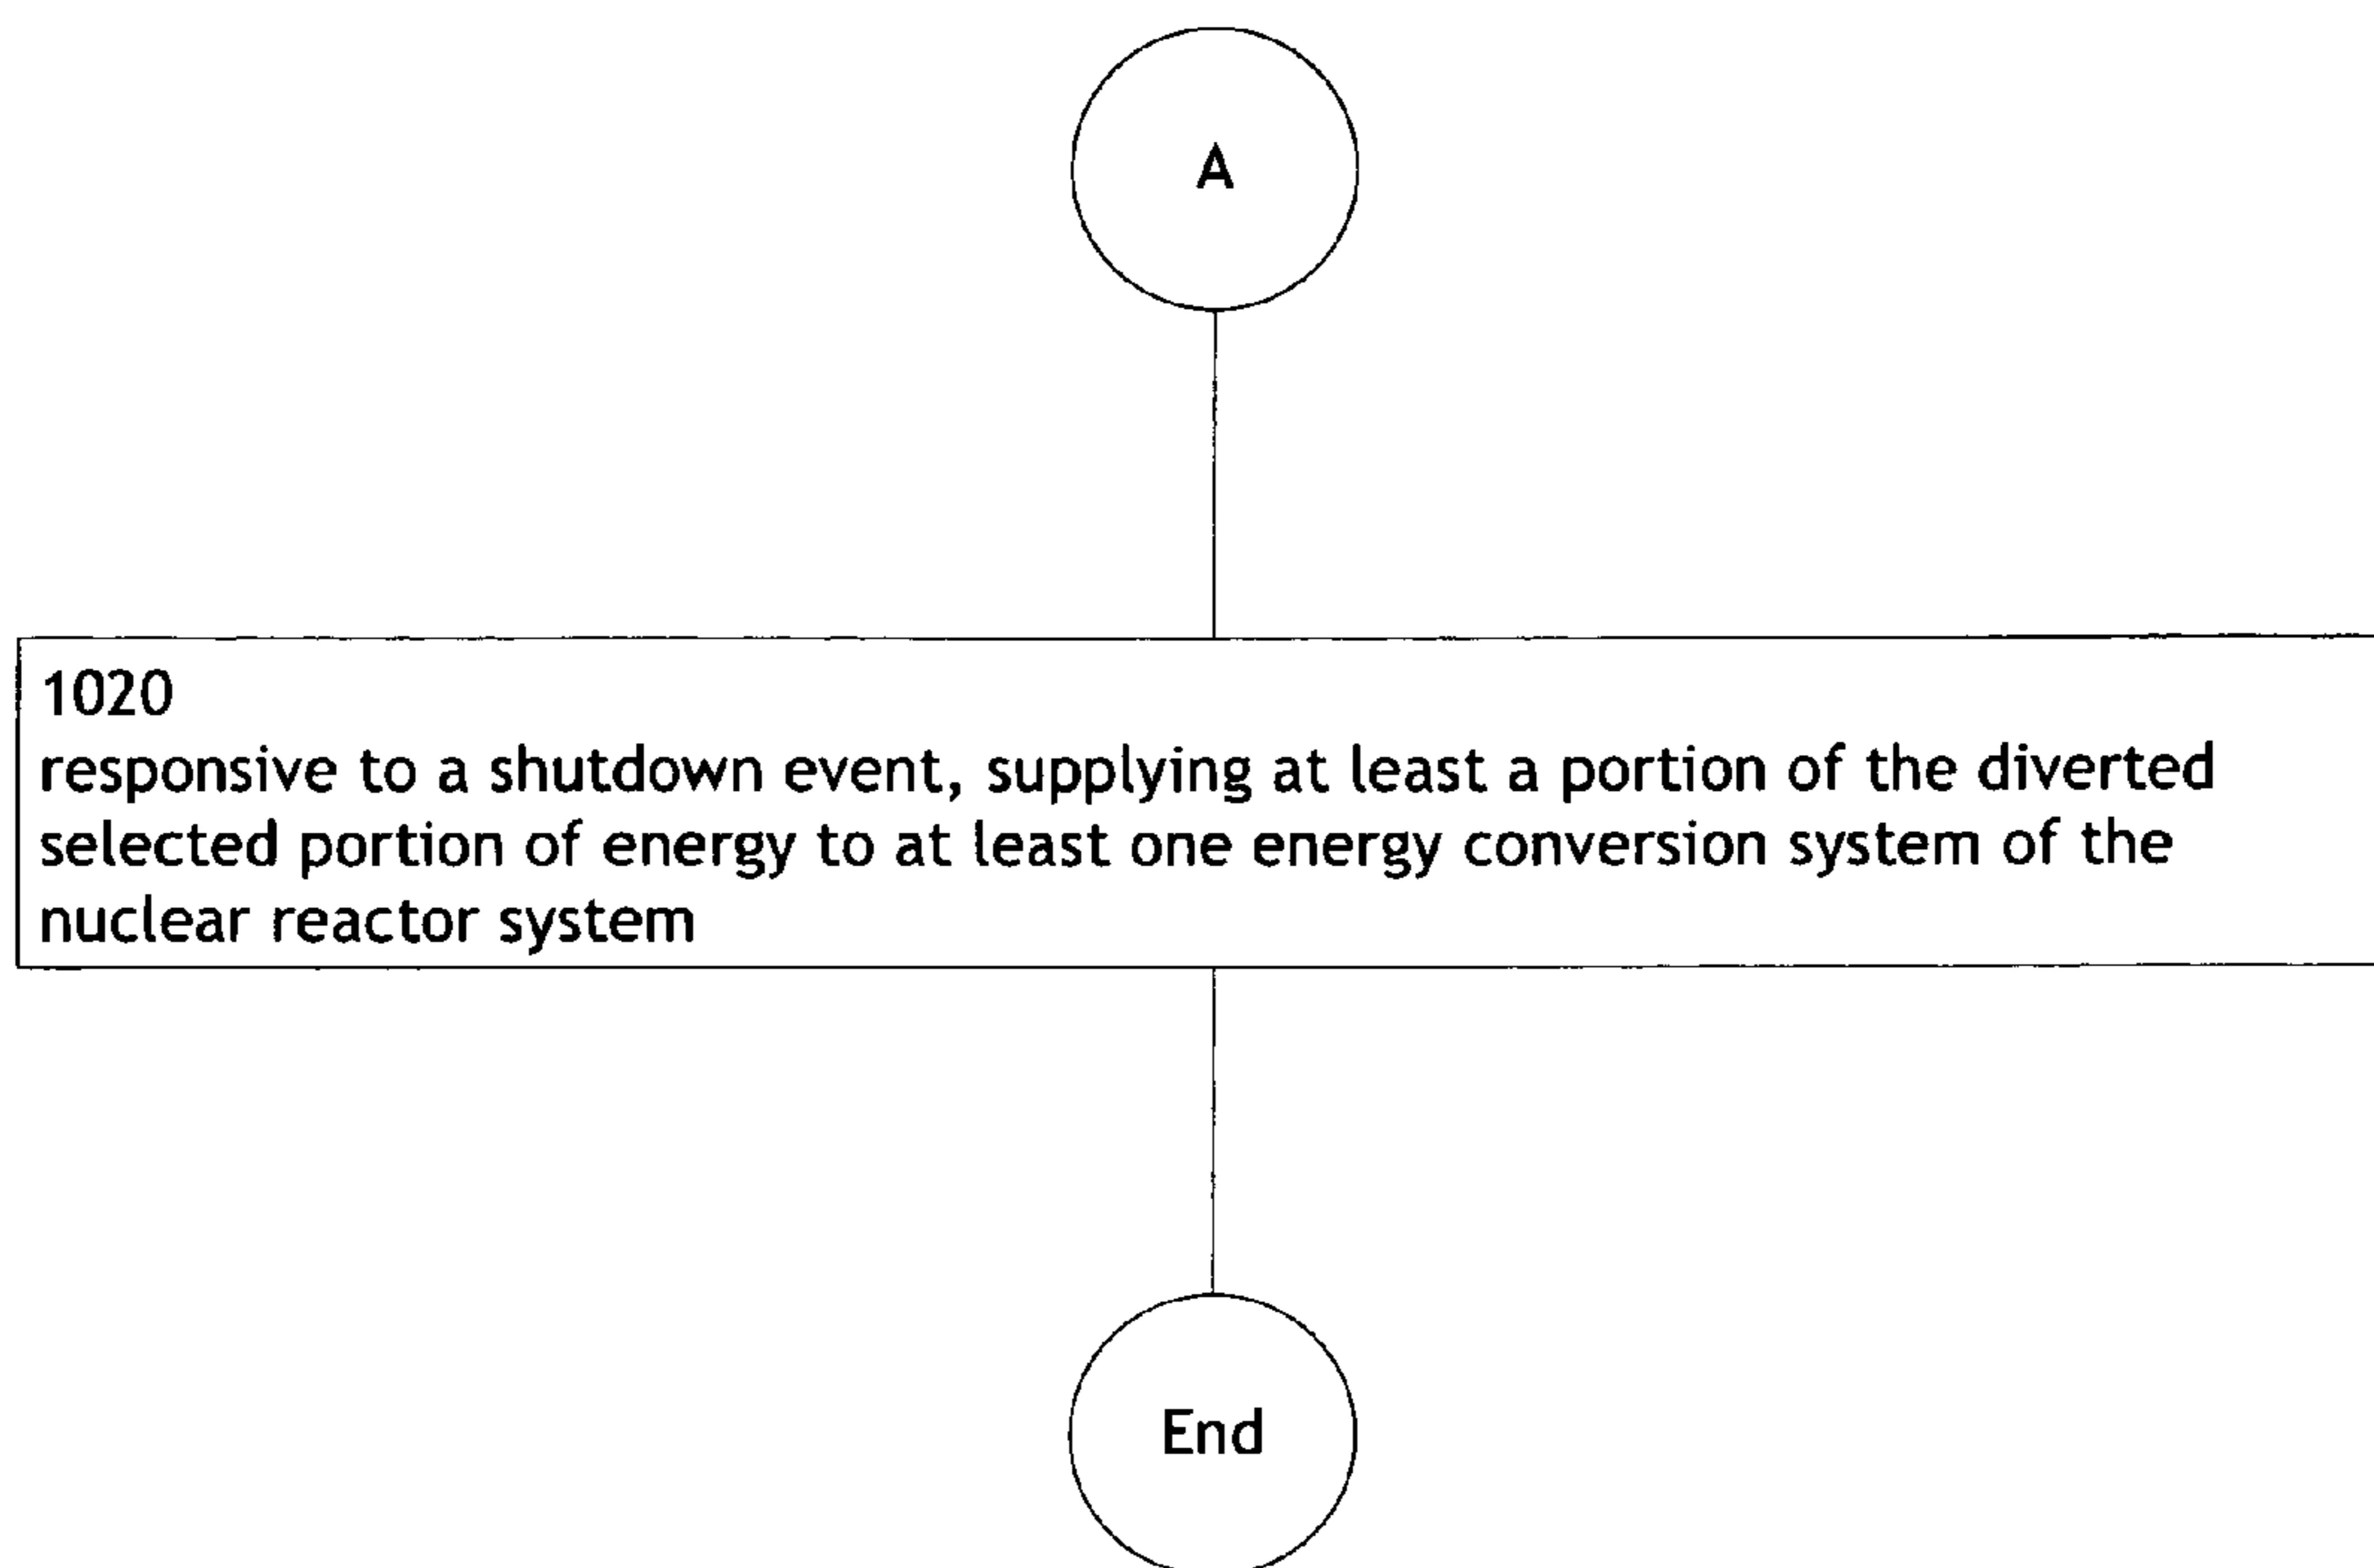 A
1020
responsive to a shutdown event, supplying at least a portion of the diverted
selected portion of energy to at least one energy conversion system of the
nuclear reactor system
End